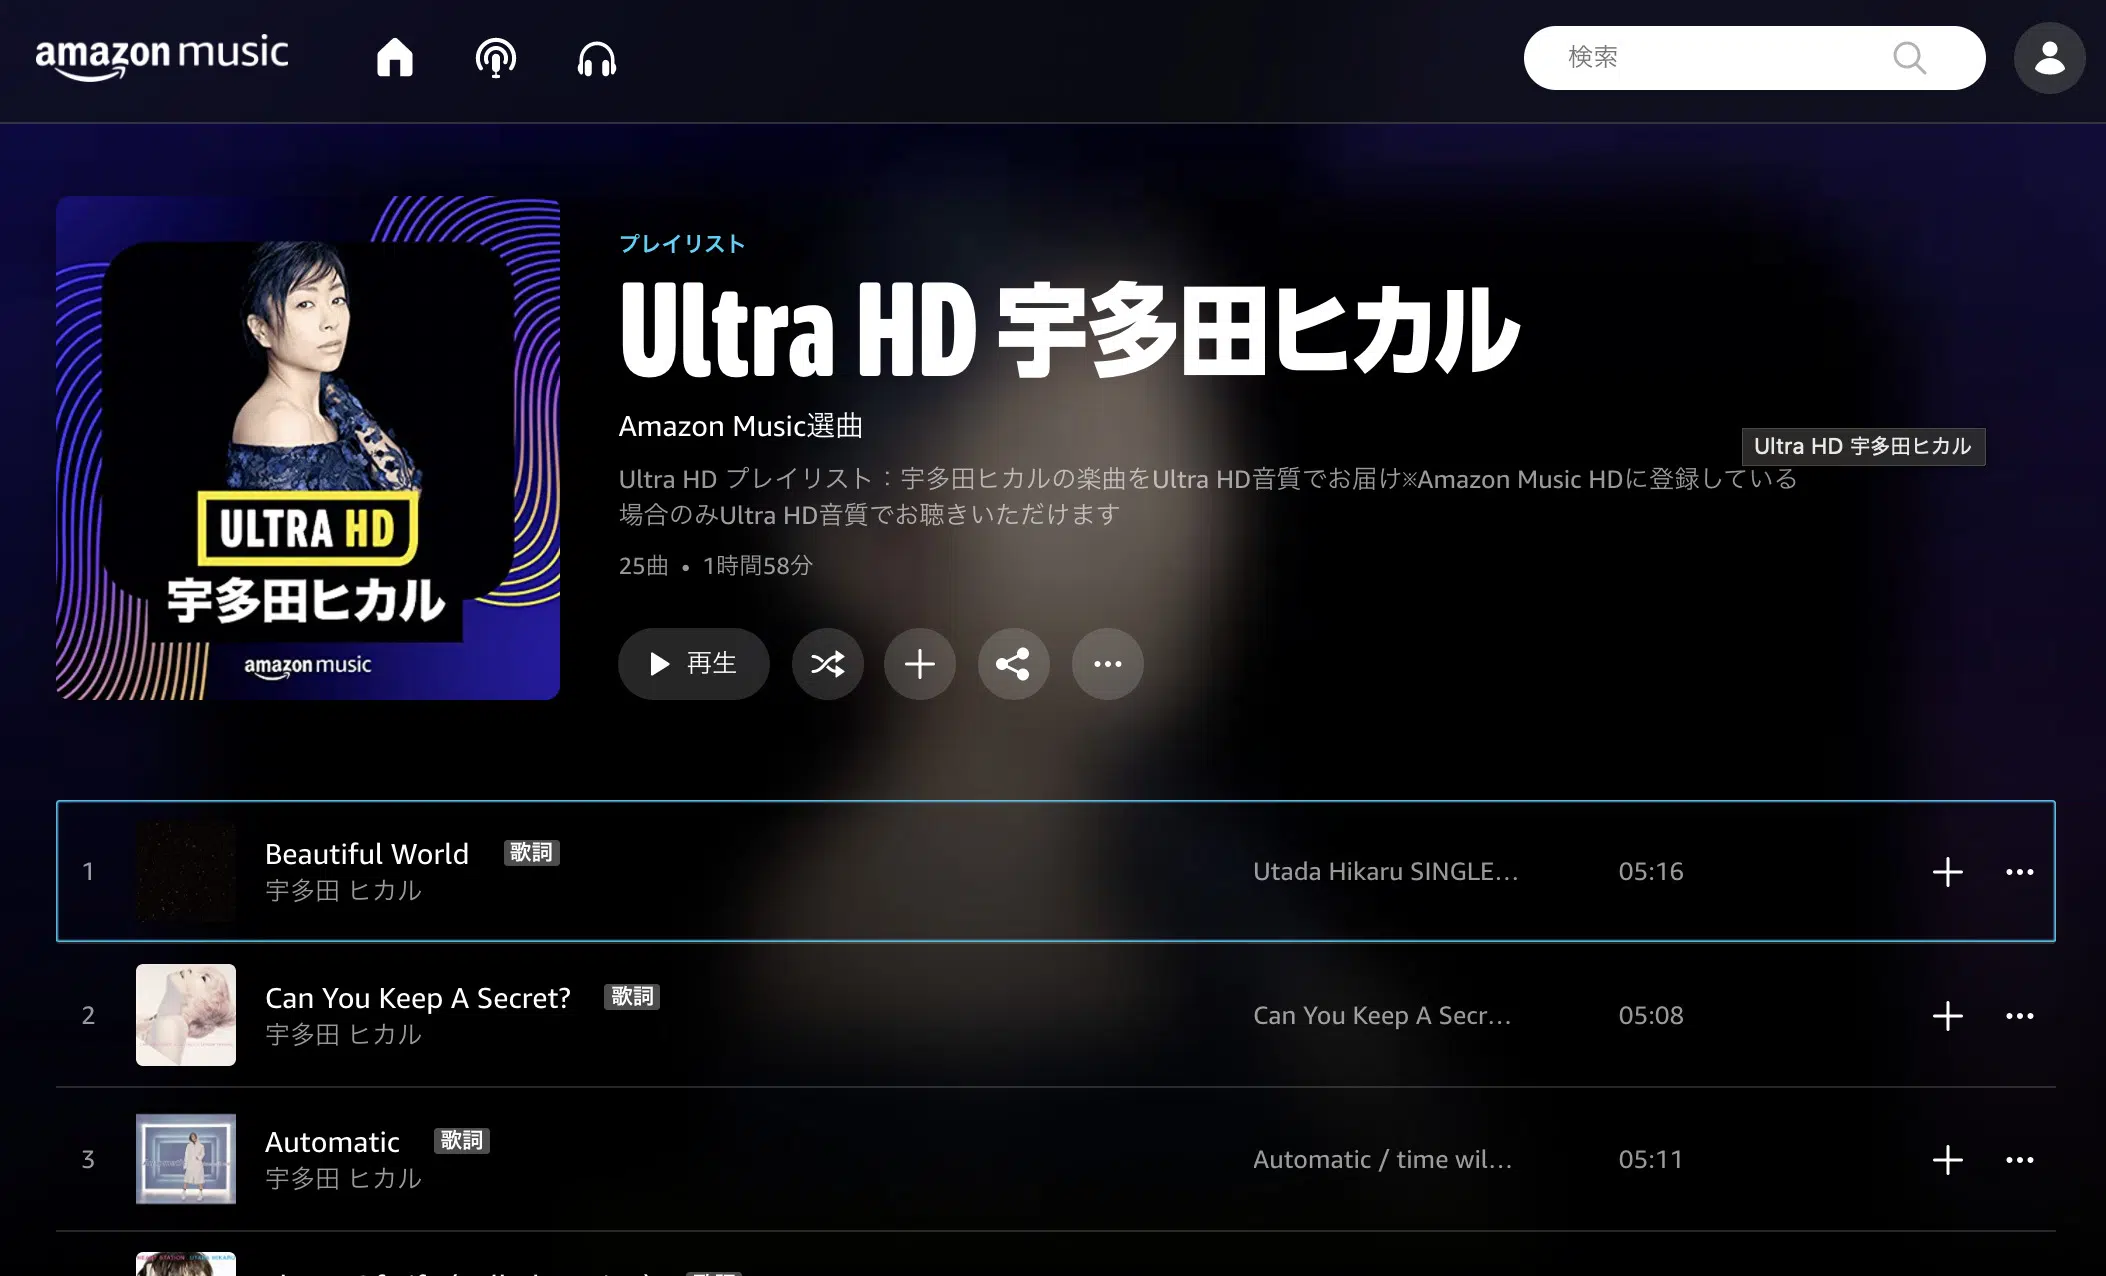 amazon music
検索
プレイリスト
Ultra HD 宇多田ヒカル
Amazon Music選曲
Ultra HD 宇多田ヒカル
Ultra HD プレイリスト：宇多田ヒカルの楽曲をUltra HD音質でお届け※Amazon Music HDに登録している
場合のみUltra HD音質でお聴きいただけます
25曲 • 1時間58分
再生
ULTRA HD
宇多田ヒカル
amazon music
1
Beautiful World 歌詞
宇多田 ヒカル
Utada Hikaru SINGLE...
05:16
2
Can You Keep A Secret? 歌詞
宇多田 ヒカル
Can You Keep A Secr...
05:08
3
Automatic 歌詞
宇多田 ヒカル
Automatic / time wil...
05:11